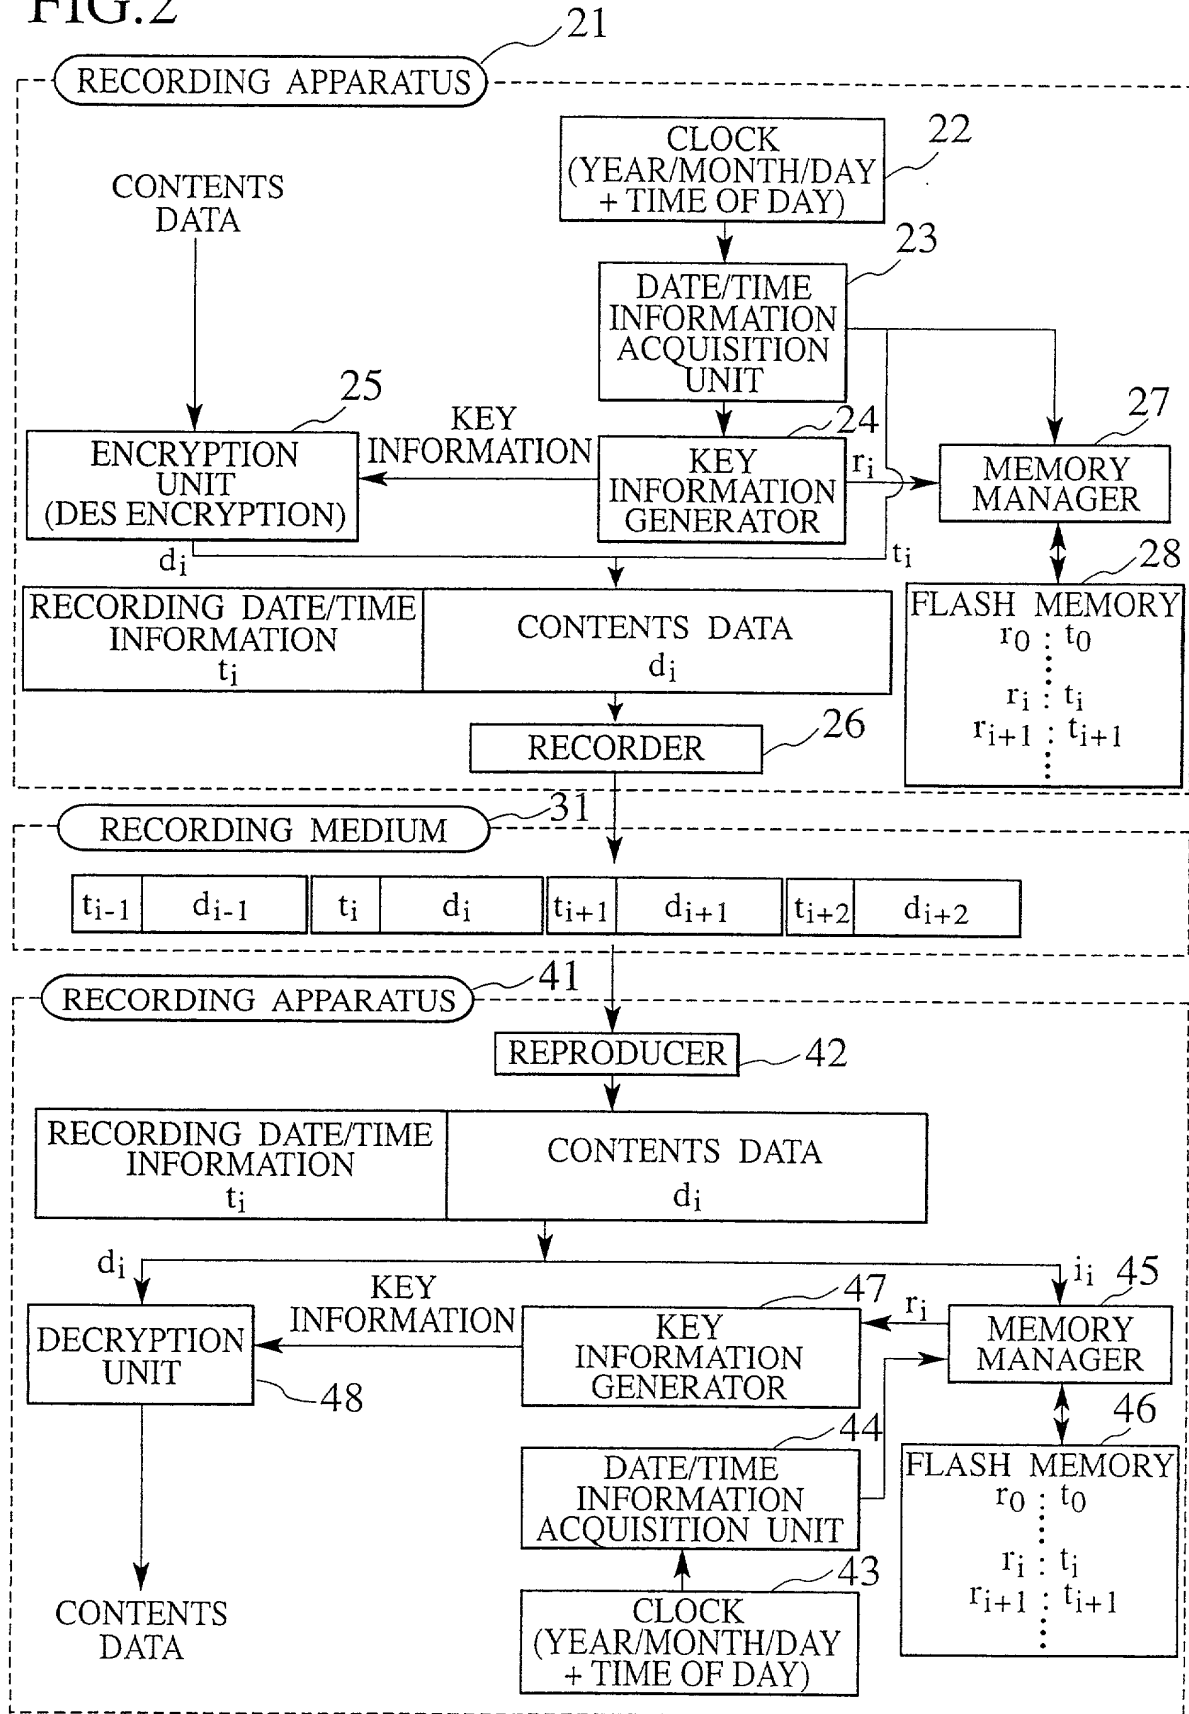 FIG.2
21
RECORDING APPARATUS
22
CLOCK
(YEAR/MONTH/DAY
+ TIME OF DAY)
CONTENTS
DATA
23
DATE/TIME
INFORMATION
ACQUISITION
UNIT
25
KEY
INFORMATION
24
27
ENCRYPTION
UNIT
(DES ENCRYPTION)
KEY
INFORMATION
GENERATOR
ri
MEMORY
MANAGER
di
ti
28
RECORDING DATE/TIME
INFORMATION
ti
CONTENTS DATA
di
FLASH MEMORY
r0 : t0
ri : ti
ri+1 : ti+1
26
RECORDER
31
RECORDING MEDIUM
ti-1 di-1 ti di ti+1 di+1 ti+2 di+2
41
RECORDING APPARATUS
REPRODUCER
42
RECORDING DATE/TIME
INFORMATION
ti
CONTENTS DATA
di
di
ii
45
KEY
INFORMATION
47
ri
DECRYPTION
UNIT
48
KEY
INFORMATION
GENERATOR
MEMORY
MANAGER
44
46
DATE/TIME
INFORMATION
ACQUISITION UNIT
FLASH MEMORY
r0 : t0
ri : ti
ri+1 : ti+1
43
CLOCK
(YEAR/MONTH/DAY
+ TIME OF DAY)
CONTENTS
DATA